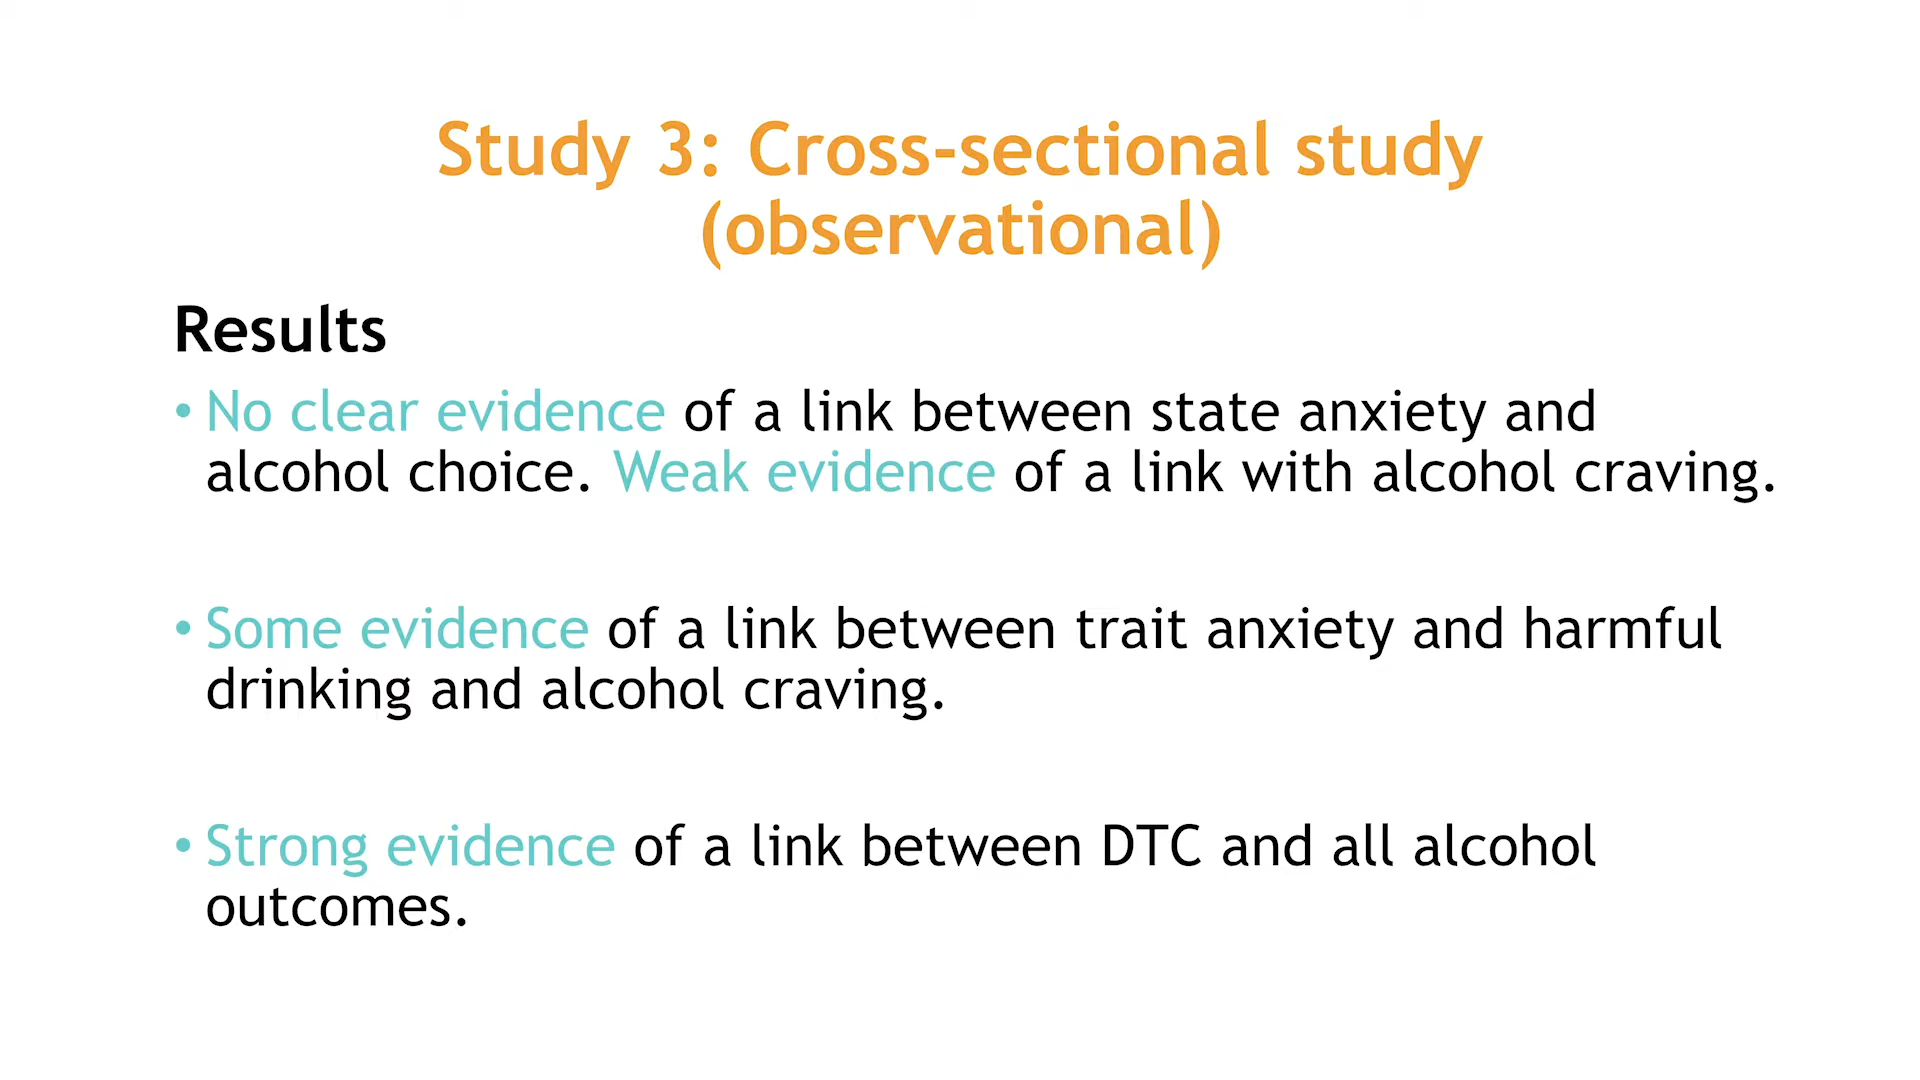 Study 3: Cross-sectional study
(observational)
Results
• No clear evidence of a link between state anxiety and
alcohol choice. Weak evidence of a link with alcohol craving.
• Some evidence of a link between trait anxiety and harmful
drinking and alcohol craving.
• Strong evidence of a link between DTC and all alcohol
outcomes.